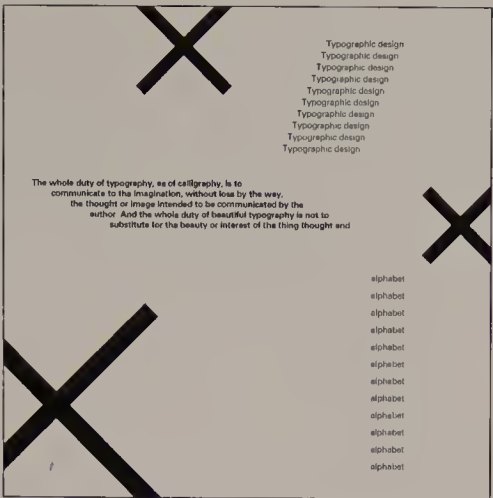 Typographic design
Typographic design
Typographic design
Typographic design
Typographic design
Typographic design
Typographic design
Typographic design
Typographic design
Typographic design
The whole duty of typography, as of calligraphy, is to
communicate to the imagination, without loss by the way,
the thought or image intended to be communicated by the
author And the whole duty of beautiful typography is not to
substitute for the beauty or interest of the thing thought and
alphabet
alphabet
alphabet
alphabet
alphabet
alphabet
alphabet
alphabet
alphabet
alphabet
alphabet
alphabet